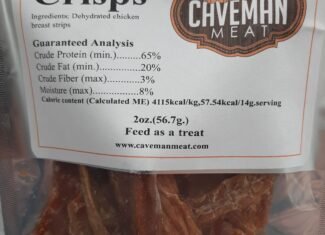 Crisps
CAVEMAN
MEAT
Ingredients: Dehydrated chicken
breast strips
Guaranteed Analysis
Crude Protein (min.).........65%
Crude Fat (min.)................20%
Crude Fiber (max)..............3%
Moisture (max)..................8%
Calorie content (Calculated ME) 4115kcal/kg,57.54kcal/14g.serving
2oz.(56.7g.)
Feed as a treat
www.cavemanmeat.com